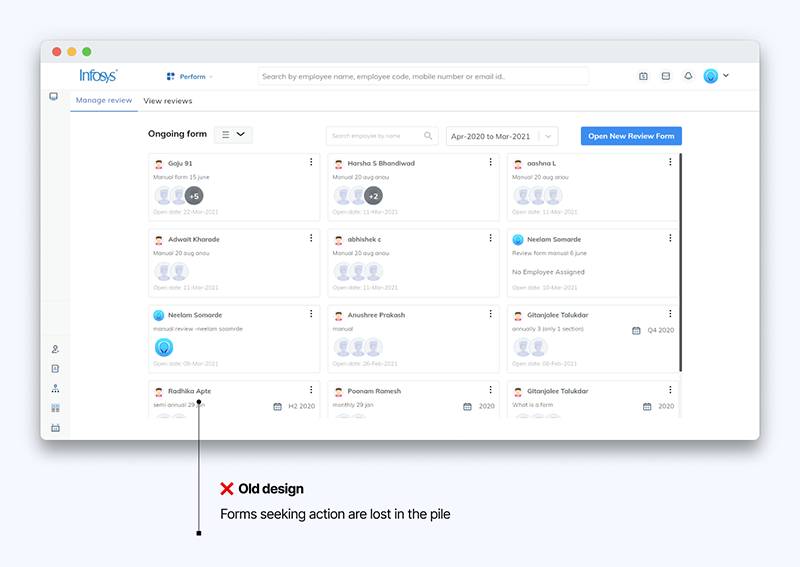 Infosys
Perform
Search by employee name, employee code, mobile number or email id..
Manage review
View reviews
Ongoing form
Search employee by name
Apr-2020 to Mar-2021
Open New Review Form
Gaju 91
Manual form 15 june
+5
Open date: 22-Mar-2021
Harsha S Bhandiwad
Manual 20 aug anou
+2
Open date: 11-Mar-2021
aashna L
Manual 20 aug anou
Open date: 11-Mar-2021
Adwait Kharade
Manual 20 aug anou
Open date: 11-Mar-2021
abhishek c
Manual 20 aug anou
Open date: 11-Mar-2021
Neelam Somarde
Review form manual 6 june
No Employee Assigned
Open date: 10-Mar-2021
Neelam Somarde
manual review -neelam soamrde
Open date: 08-Mar-2021
Anushree Prakash
manual
Open date: 26-Feb-2021
Gitanjalee Talukdar
annually 3 (only 1 section)
Q4 2020
Open date: 08-Feb-2021
Radhika Apte
semi annual 29 jan
H2 2020
Poonam Ramesh
monthly 29 jan
2020
Gitanjalee Talukdar
What is a form
2020
❌ Old design
Forms seeking action are lost in the pile